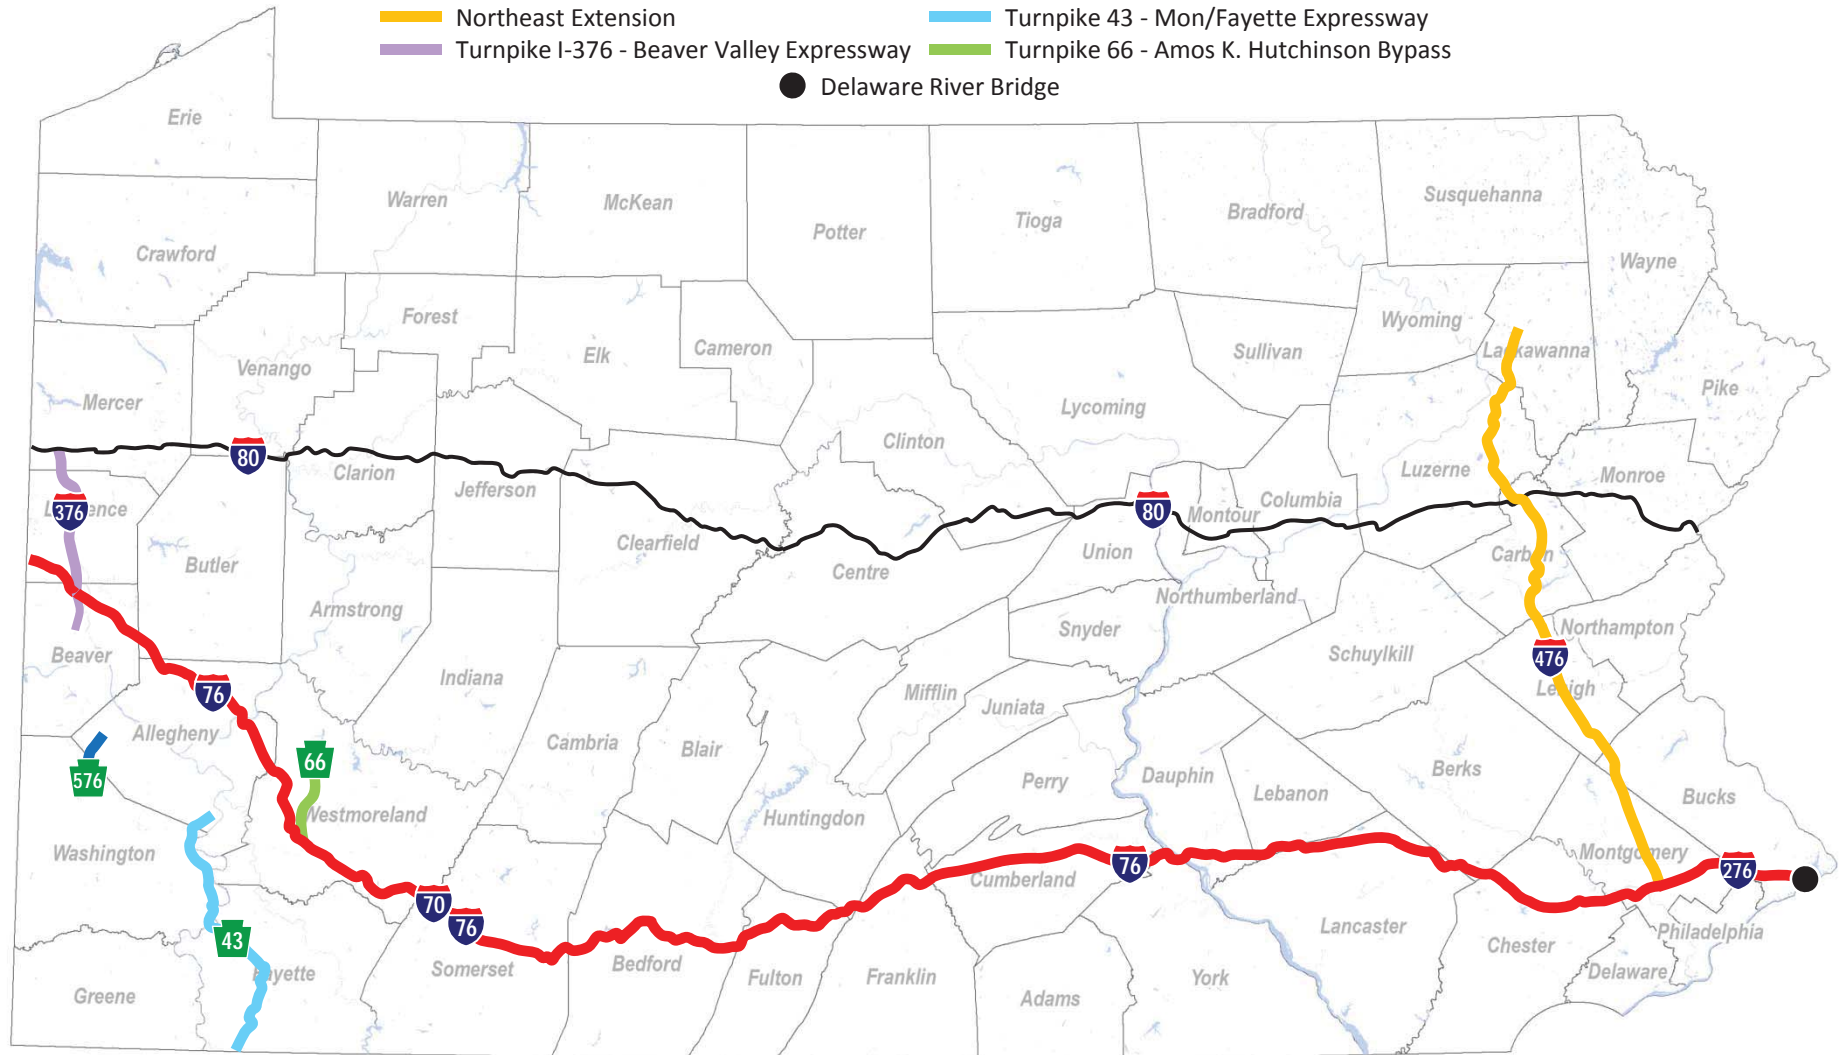 Northeast Extension
Turnpike 43 - Mon/Fayette Expressway
Turnpike I-376 - Beaver Valley Expressway
Turnpike 66 - Amos K. Hutchinson Bypass
Delaware River Bridge
Erie
Warren
McKean
Potter
Tioga
Bradford
Susquehanna
Wayne
Crawford
Forest
Elk
Cameron
Sullivan
Wyoming
Lackawanna
Venango
Mercer
Lycoming
Pike
Clinton
80
Clarion
Jefferson
Luzerne
Monroe
Columbia
376
Lawrence
80
Montour
Butler
Clearfield
Centre
Union
Carbon
Armstrong
Northumberland
Snyder
Northampton
Beaver
Schuylkill
476
Indiana
Lehigh
76
Mifflin
Juniata
Allegheny
Cambria
Blair
66
576
Perry
Dauphin
Lebanon
Berks
Bucks
Westmoreland
Huntingdon
Washington
Montgomery
76
276
Cumberland
70
76
43
Lancaster
Philadelphia
Chester
Somerset
Bedford
Fayette
Fulton
Franklin
York
Delaware
Greene
Adams